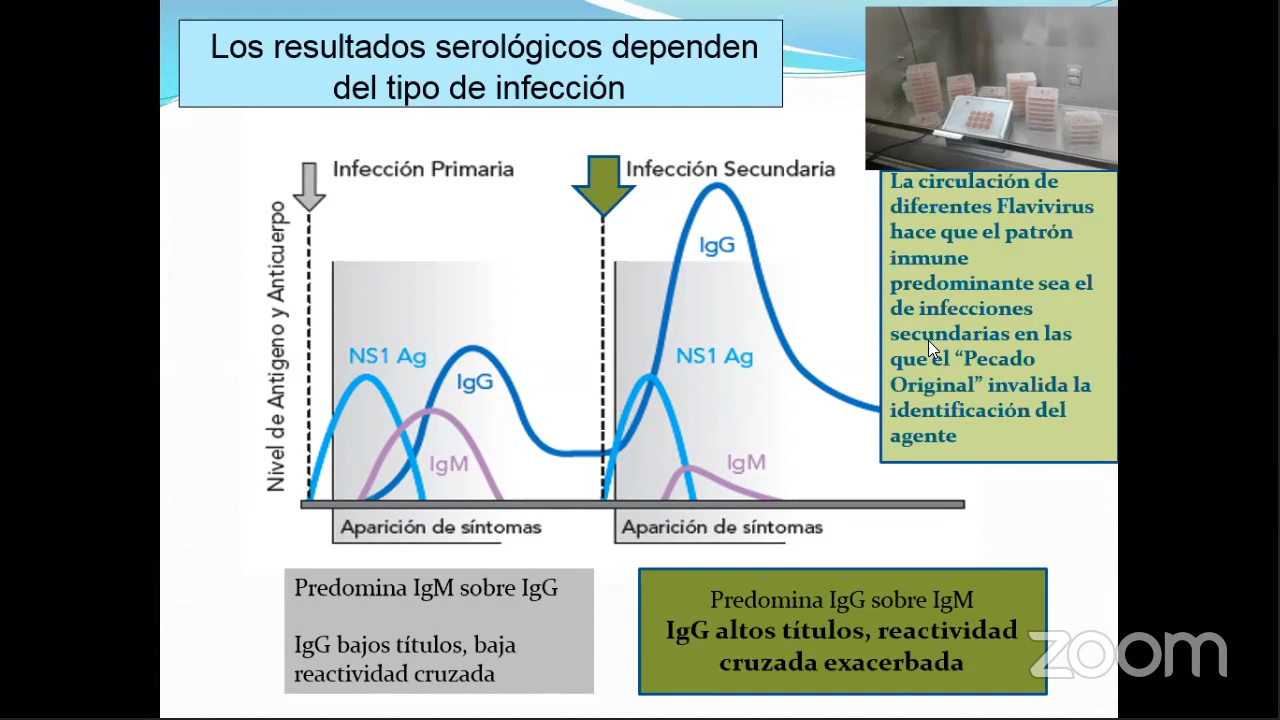 Los resultados serológicos dependen
del tipo de infección
Infección Primaria
Infección Secundaria
Nivel de Antigeno y Anticuerpo
NS1 Ag
IgG
IgM
IgG
NS1 Ag
IgM
Aparición de síntomas
Aparición de síntomas
La circulación de
diferentes Flavivirus
hace que el patrón
inmune
predominante sea el
de infecciones
secundarias en las
que el “Pecado
Original” invalida la
identificación del
agente
Predomina IgM sobre IgG
IgG bajos títulos, baja
reactividad cruzada
Predomina IgG sobre IgM
IgG altos títulos, reactividad
cruzada exacerbada
zoom